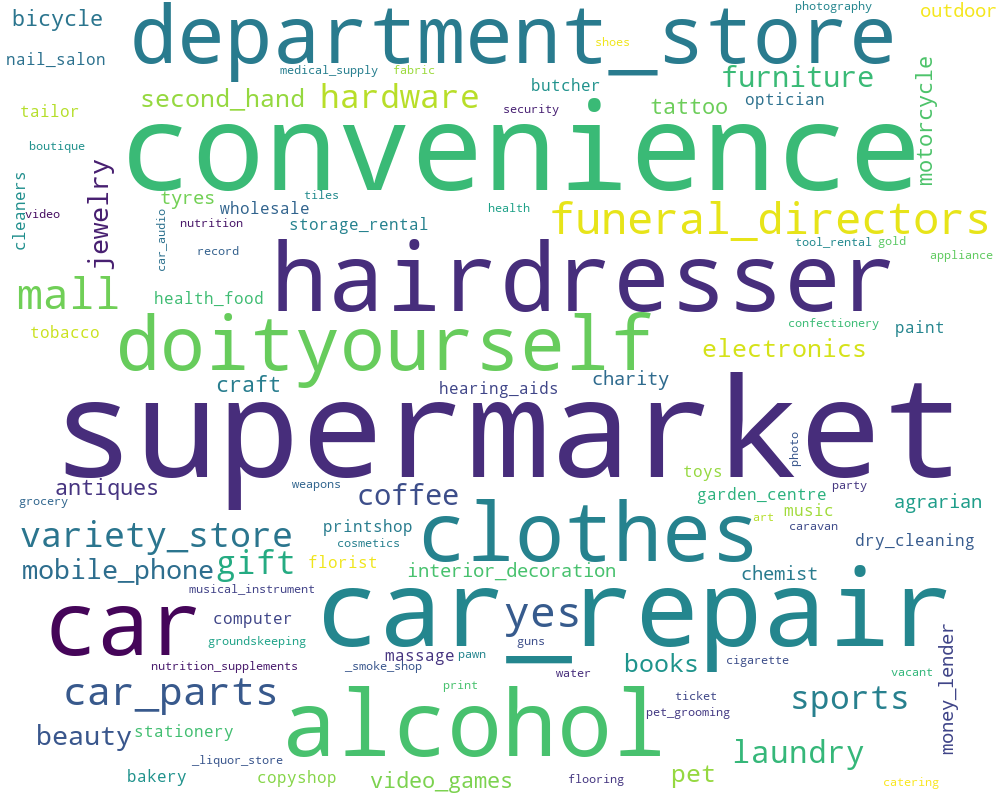 photography
bicycle
department_store
outdoor
shoes
nail_salon
medical_supply
fabric
furniture
butcher
second_hand
hardware
optician
tattoo
security
tailor
motorcycle
convenience
boutique
jewelry
cleaners
tyres
tiles
wholesale
health
video
nutrition
storage_rental
funeral_directors
car_audio
record
tool_rental
gold
appliance
hairdresser
mall
health_food
tobacco
doityourself
confectionery
paint
electronics
craft
hearing_aids
charity
supermarket
photo
toys
antiques
weapons
coffee
party
grocery
garden_centre
agrarian
music
art
variety_store
printshop
clothes
caravan
cosmetics
dry_cleaning
mobile_phone
gift
florist
interior_decoration
chemist
musical_instrument
car
computer
car_repair
yes
groundskeeping
guns
massage
pawn
nutrition_supplements
_smoke_shop
books
cigarette
water
vacant
money_lender
car_parts
print
ticket
sports
pet_grooming
beauty
stationery
alcohol
laundry
_liquor_store
bakery
copyshop
video_games
flooring
pet
catering